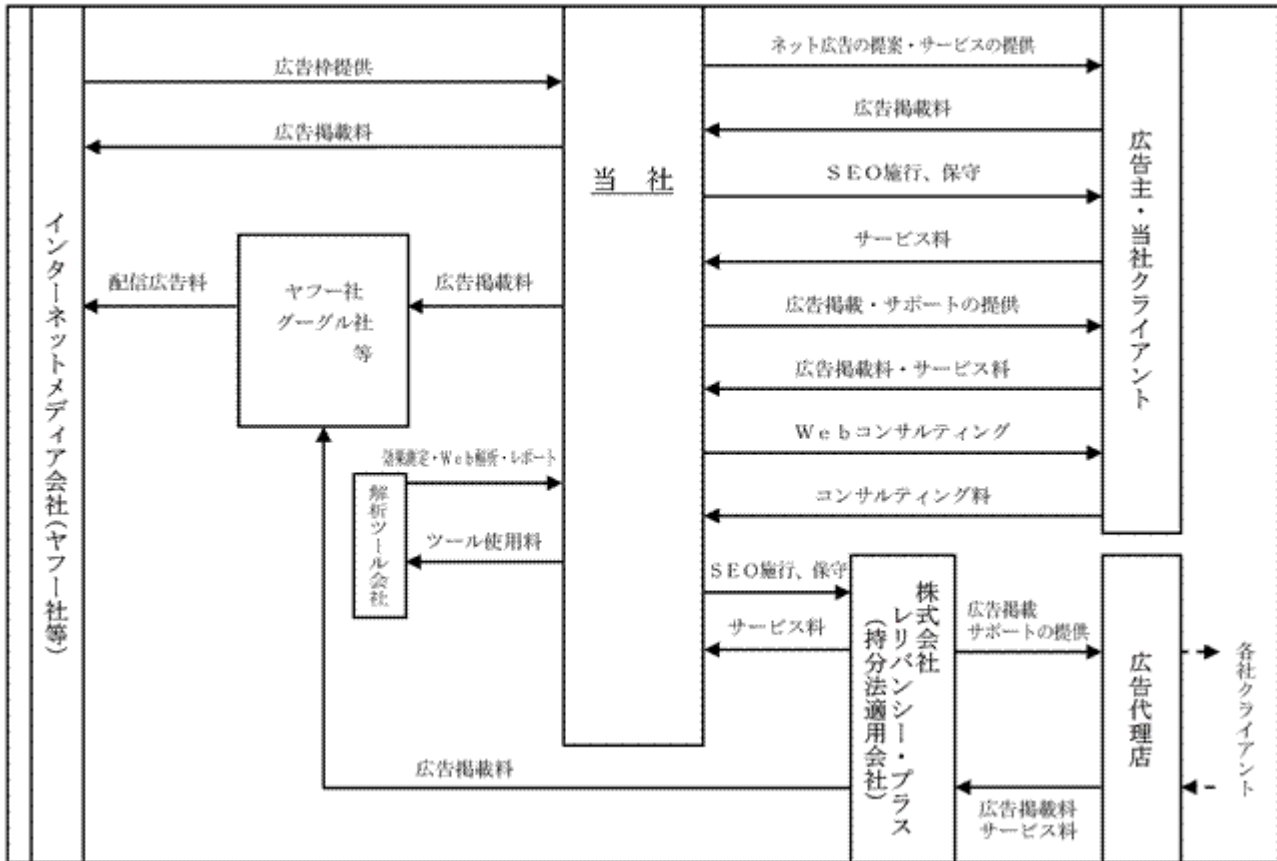 ネット広告の提案・サービスの提供
広告枠提供
広告掲載料
広告掲載料
当　社
ＳＥＯ施行、保守
サービス料
インターネットメディア会社（ヤフー社等）
配信広告料
ヤフー社
グーグル社
等
広告掲載料
広告掲載・サポートの提供
広告掲載料・サービス料
Ｗｅｂコンサルティング
コンサルティング料
広告主・当社クライアント
効果測定・Ｗｅｂ解析・レポート
解析ツール会社
ツール使用料
ＳＥＯ施行、保守
サービス料
株式会社
レリバンシー・プラス
（持分法適用会社）
広告掲載
サポートの提供
広告代理店
各社クライアント
広告掲載料
広告掲載料
サービス料